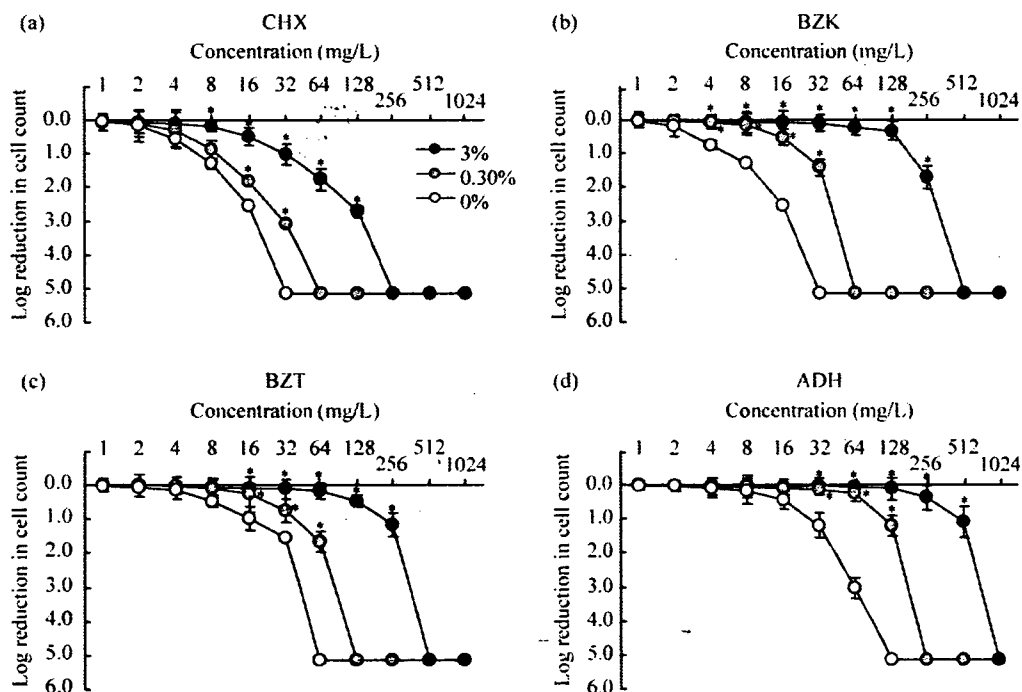 (a) CHX
Concentration (mg/L)
1 2 4 8 16 32 64 128 512
256 1024
0.0
1.0
2.0
3.0
4.0
5.0
6.0
Log reduction in cell count
3%
0.30%
0%
(b) BZK
Concentration (mg/L)
1 2 4 8 16 32 64 128 512
256 1024
0.0
1.0
2.0
3.0
4.0
5.0
6.0
Log reduction in cell count
(c) BZT
Concentration (mg/L)
1 2 4 8 16 32 64 128 512
256 1024
0.0
1.0
2.0
3.0
4.0
5.0
6.0
Log reduction in cell count
(d) ADH
Concentration (mg/L)
1 2 4 8 16 32 64 128 512
256 1024
0.0
1.0
2.0
3.0
4.0
5.0
6.0
Log reduction in cell count